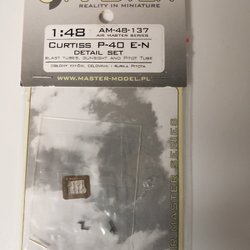 REALITY IN MINIATURE
1:48
AM-48-137
AIR MASTER SERIES
CURTISS P-40 E-N
DETAIL SET
BLAST TUBES, GUNSIGHT AND PITOT TUBE
WWW.MASTER-MODEL.PL
MASTER SERIES